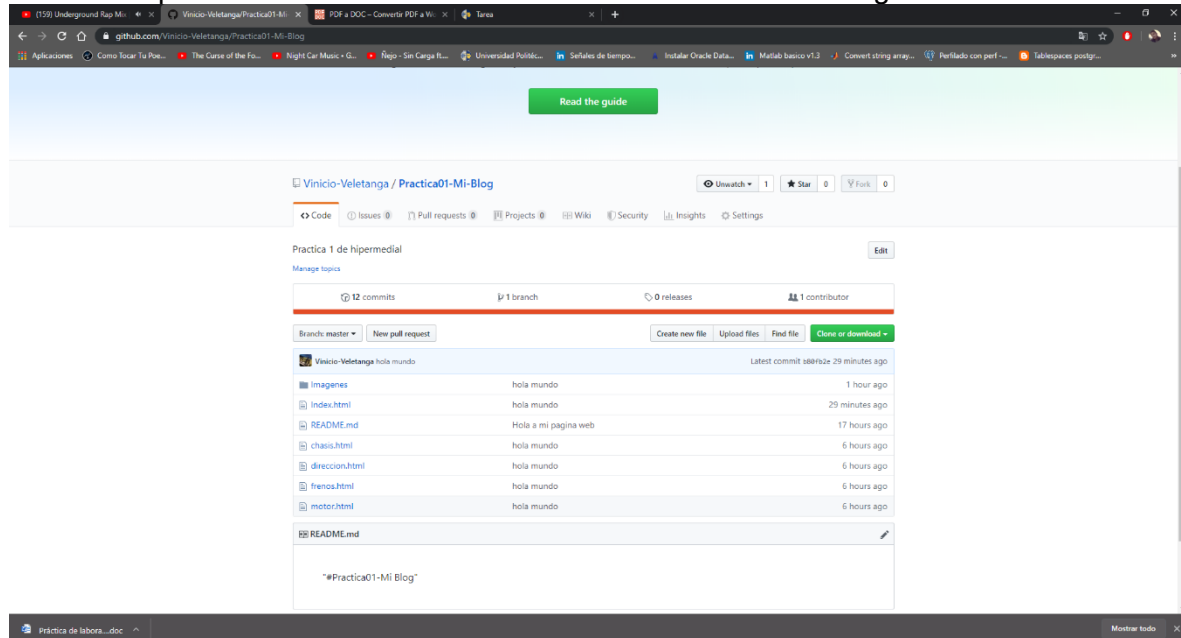 (159) Underground Rap Mix
Vinicio-Veletanga/Practica01-Mi-
PDF a DOC – Convertir PDF a Wo
Tarea
github.com/Vinicio-Veletanga/Practica01-Mi-Blog
Aplicaciones
Como Tocar Tu Poe...
The Curse of the Fo...
Night Car Music • G...
Ñejo - Sin Carga ft....
Universidad Politéc...
Señales de tiempo...
Instalar Oracle Data...
Matlab basico v1.3
Convert string array...
Perfilado con perf -...
Tablespaces postgr...
Read the guide
Vinicio-Veletanga / Practica01-Mi-Blog
Unwatch 1 Star 0 Fork 0
Code Issues 0 Pull requests 0 Projects 0 Wiki Security Insights Settings
Practica 1 de hipermedial
Edit
Manage topics
12 commits 1 branch 0 releases 1 contributor
Branch: master New pull request Create new file Upload files Find file Clone or download
Vinicio-Veletanga hola mundo Latest commit b80fb2e 29 minutes ago
Imagenes hola mundo 1 hour ago
Index.html hola mundo 29 minutes ago
README.md Hola a mi pagina web 17 hours ago
chasis.html hola mundo 6 hours ago
direccion.html hola mundo 6 hours ago
frenos.html hola mundo 6 hours ago
motor.html hola mundo 6 hours ago
README.md
"#Practica01-Mi Blog"
Práctica de labora....doc
Mostrar todo